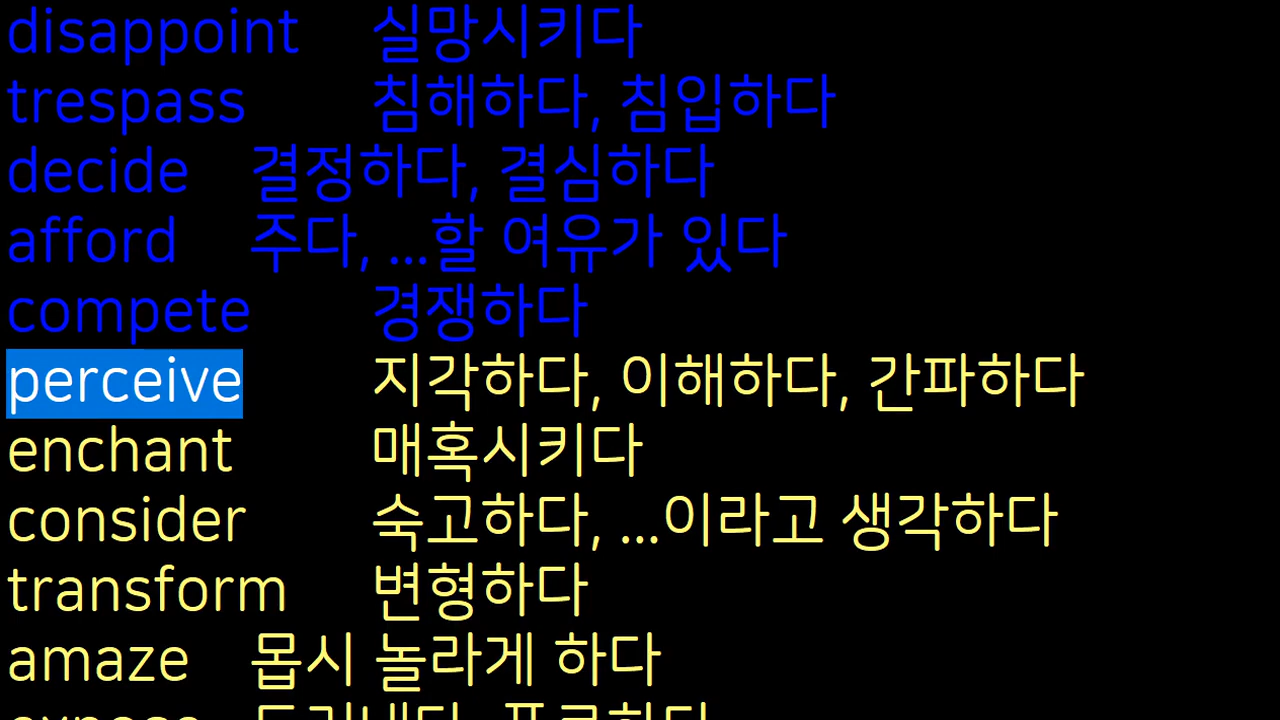 disappoint 실망시키다
trespass 침해하다, 침입하다
decide 결정하다, 결심하다
afford 주다, ...할 여유가 있다
compete 경쟁하다
perceive 지각하다, 이해하다, 간파하다
enchant 매혹시키다
consider 숙고하다, ...이라고 생각하다
transform 변형하다
amaze 몹시 놀라게 하다